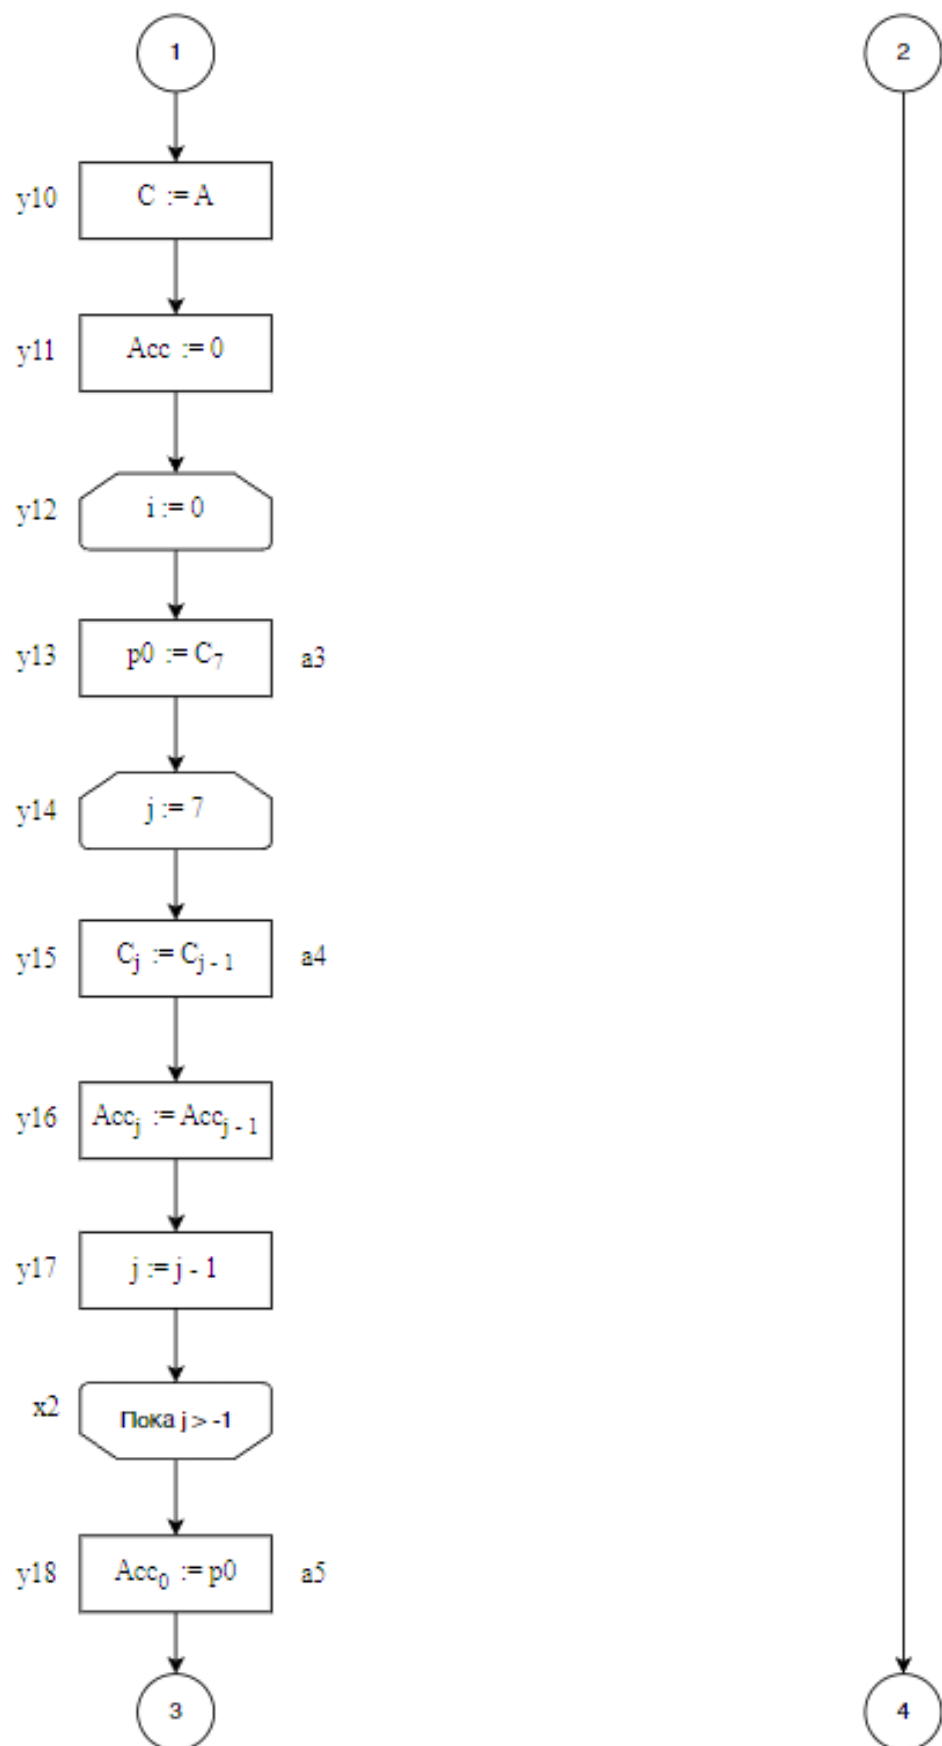 1 2
y10 C := A
y11 Acc := 0
y12 i := 0
y13 p0 := C₇ a3
y14 j := 7
y15 Cⱼ := Cⱼ ₋ ₁ a4
y16 Accⱼ := Accⱼ ₋ ₁
y17 j := j - 1
x2 Пока j > -1
y18 Acc₀ := p0 a5
3 4